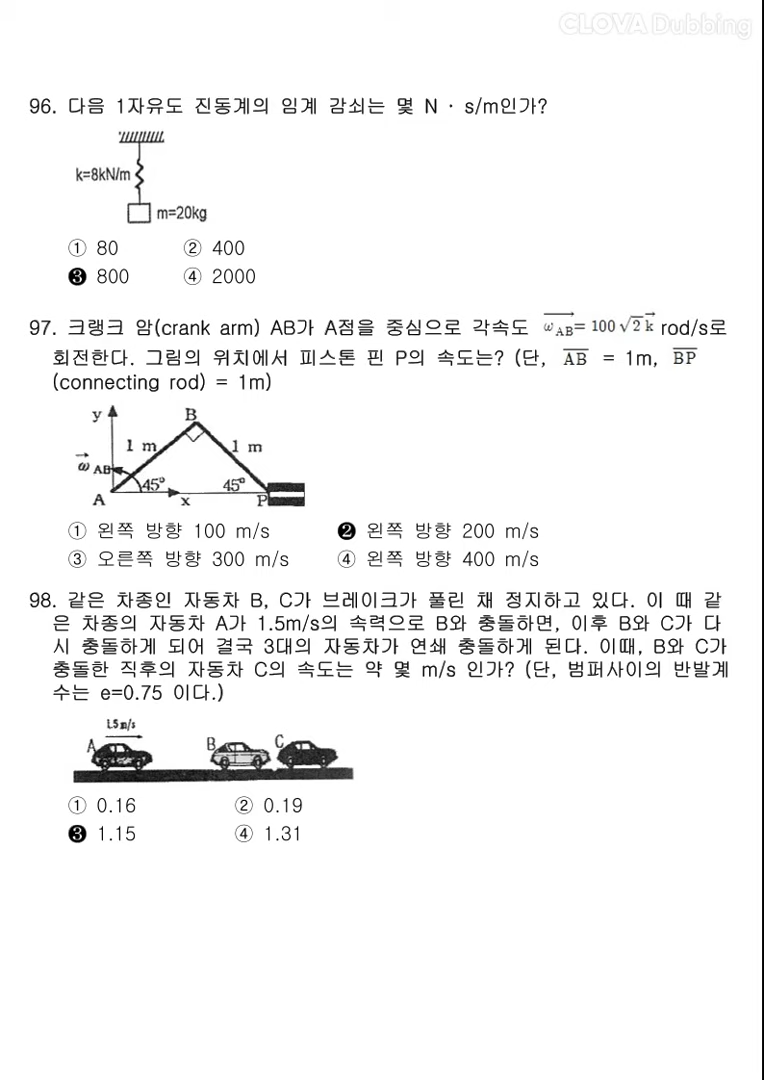 CLOVA Dubbing
96. 다음 1자유도 진동계의 임계 감쇠는 몇 N · s/m인가?
k=8kN/m
m=20kg
① 80 ② 400
❸ 800 ④ 2000
97. 크랭크 암(crank arm) AB가 A점을 중심으로 각속도 ω_AB = 100√2 k rod/s로
회전한다. 그림의 위치에서 피스톤 핀 P의 속도는? (단, AB = 1m, BP
(connecting rod) = 1m)
y B
1 m 1 m
ω AB
45° 45°
A x P
① 왼쪽 방향 100 m/s ❷ 왼쪽 방향 200 m/s
③ 오른쪽 방향 300 m/s ④ 왼쪽 방향 400 m/s
98. 같은 차종인 자동차 B, C가 브레이크가 풀린 채 정지하고 있다. 이 때 같
은 차종의 자동차 A가 1.5m/s의 속력으로 B와 충돌하면, 이후 B와 C가 다
시 충돌하게 되어 결국 3대의 자동차가 연쇄 충돌하게 된다. 이때, B와 C가
충돌한 직후의 자동차 C의 속도는 약 몇 m/s 인가? (단, 범퍼사이의 반발계
수는 e=0.75 이다.)
1.5 m/s
A B C
① 0.16 ② 0.19
❸ 1.15 ④ 1.31